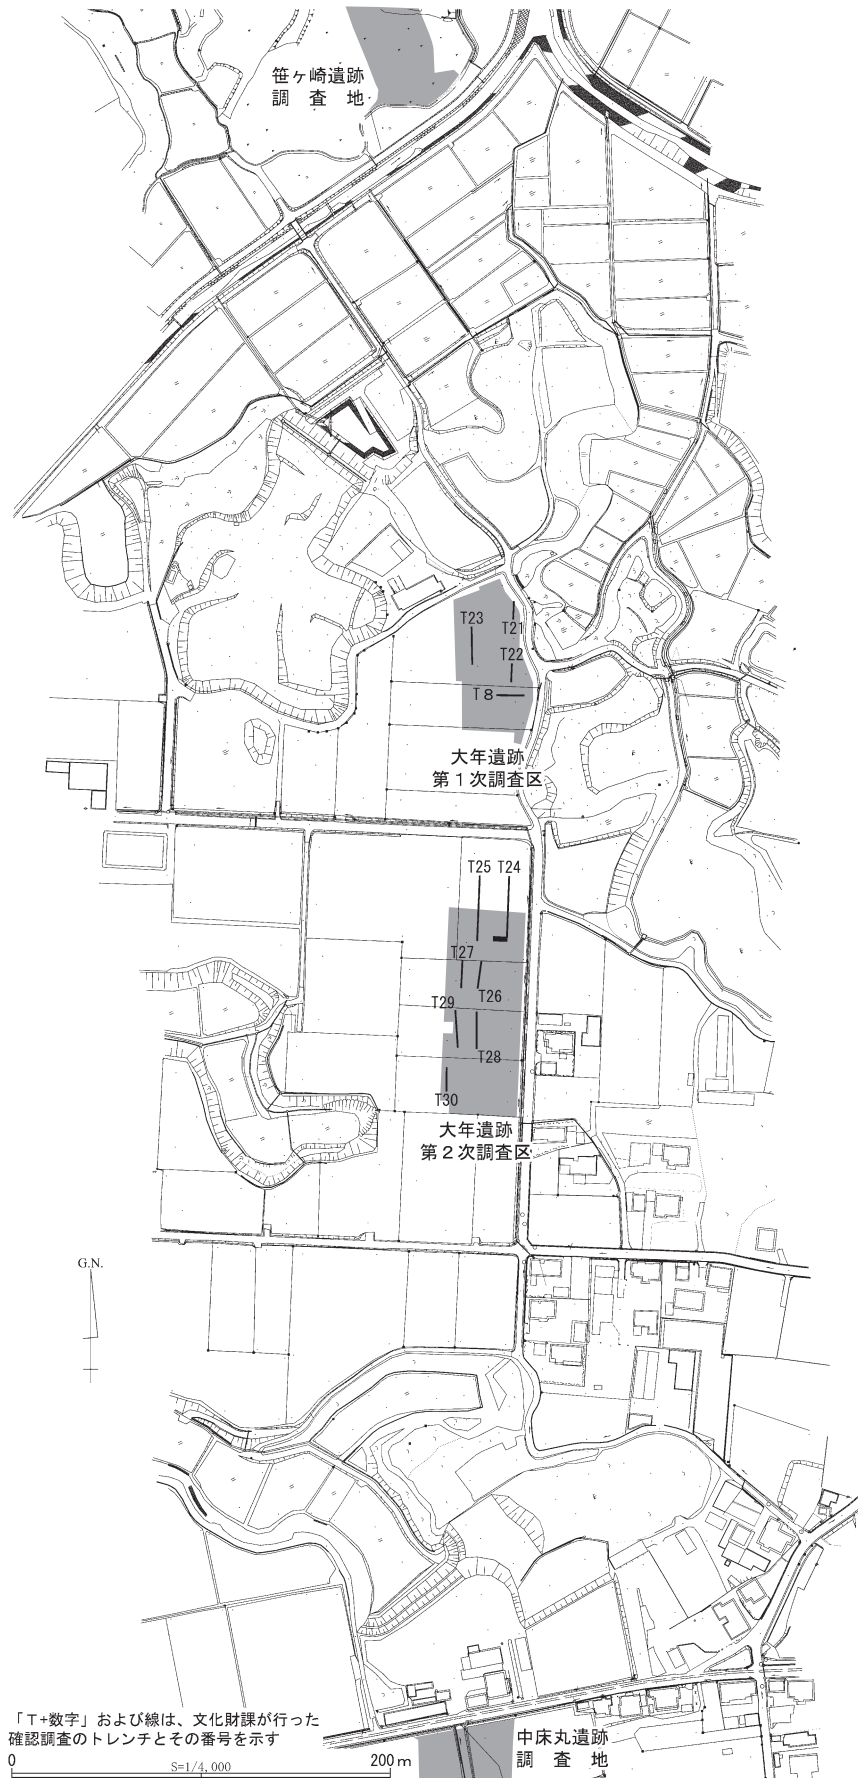 笹ヶ崎遺跡
調査地
T23
T21
T22
T8
大年遺跡
第1次調査区
T25 T24
T27
T26
T29
T28
T30
大年遺跡
第2次調査区
G.N.
「T+数字」および線は、文化財課が行った
確認調査のトレンチとその番号を示す
0 S=1/4,000 200m
中床丸遺跡
調査地